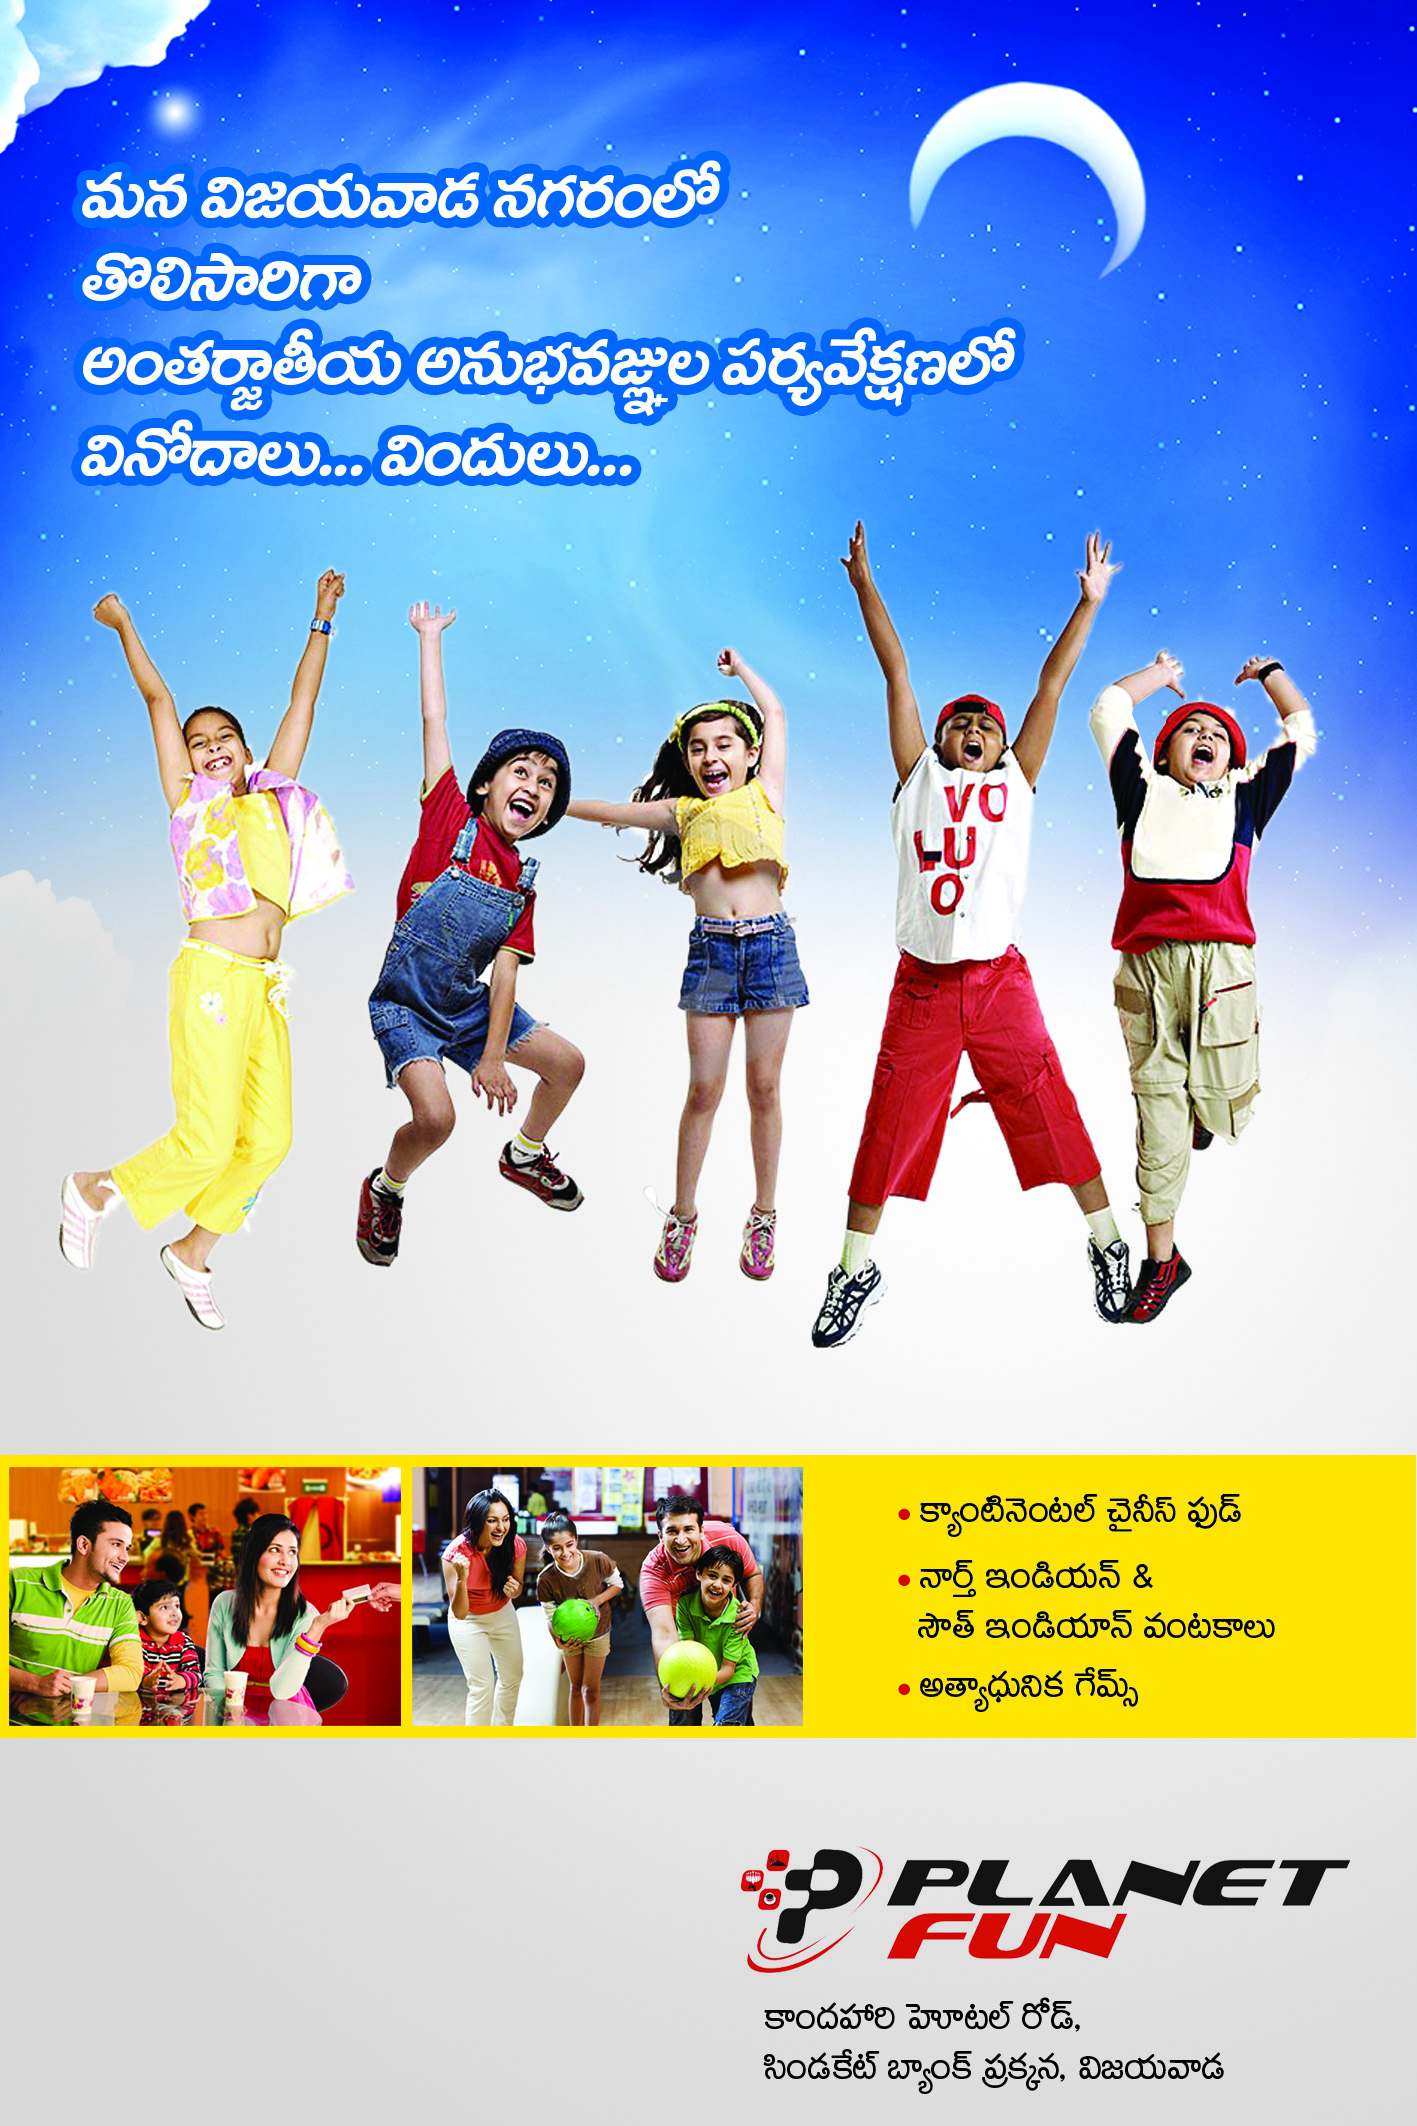 మన విజయవాడ నగరంలో
తొలిసారిగా
అంతర్జాతీయ అనుభవజ్ఞుల పర్యవేక్షణలో
వినోదాలు... విందులు...
VO
LU
O
• క్యాంటినెంటల్ చైనీస్ ఫుడ్
• నార్త్ ఇండియన్ &
సౌత్ ఇండియాన్ వంటకాలు
• అత్యాధునిక గేమ్స్
PLANET
FUN
కాందహారి హెూటల్ రోడ్,
సిండకేట్ బ్యాంక్ ప్రక్కన, విజయవాడ